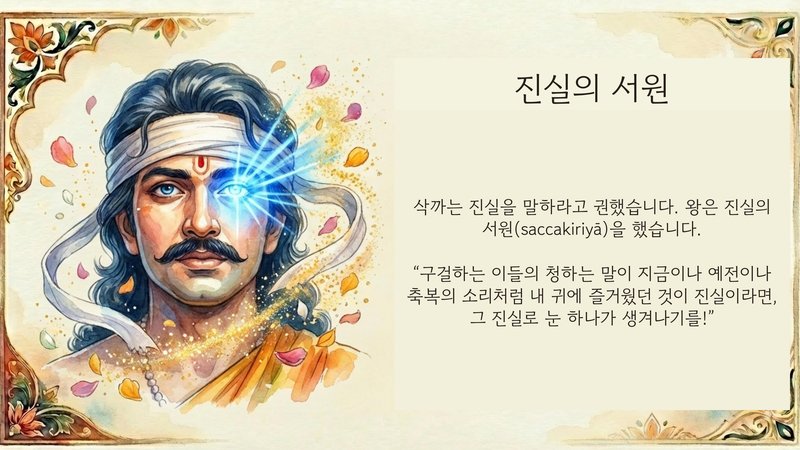 진실의 서원
삭까는 진실을 말하라고 권했습니다. 왕은 진실의
서원(saccakiriyā)을 했습니다.
“구걸하는 이들의 청하는 말이 지금이나 예전이나
축복의 소리처럼 내 귀에 즐거웠던 것이 진실이라면,
그 진실로 눈 하나가 생겨나기를!”